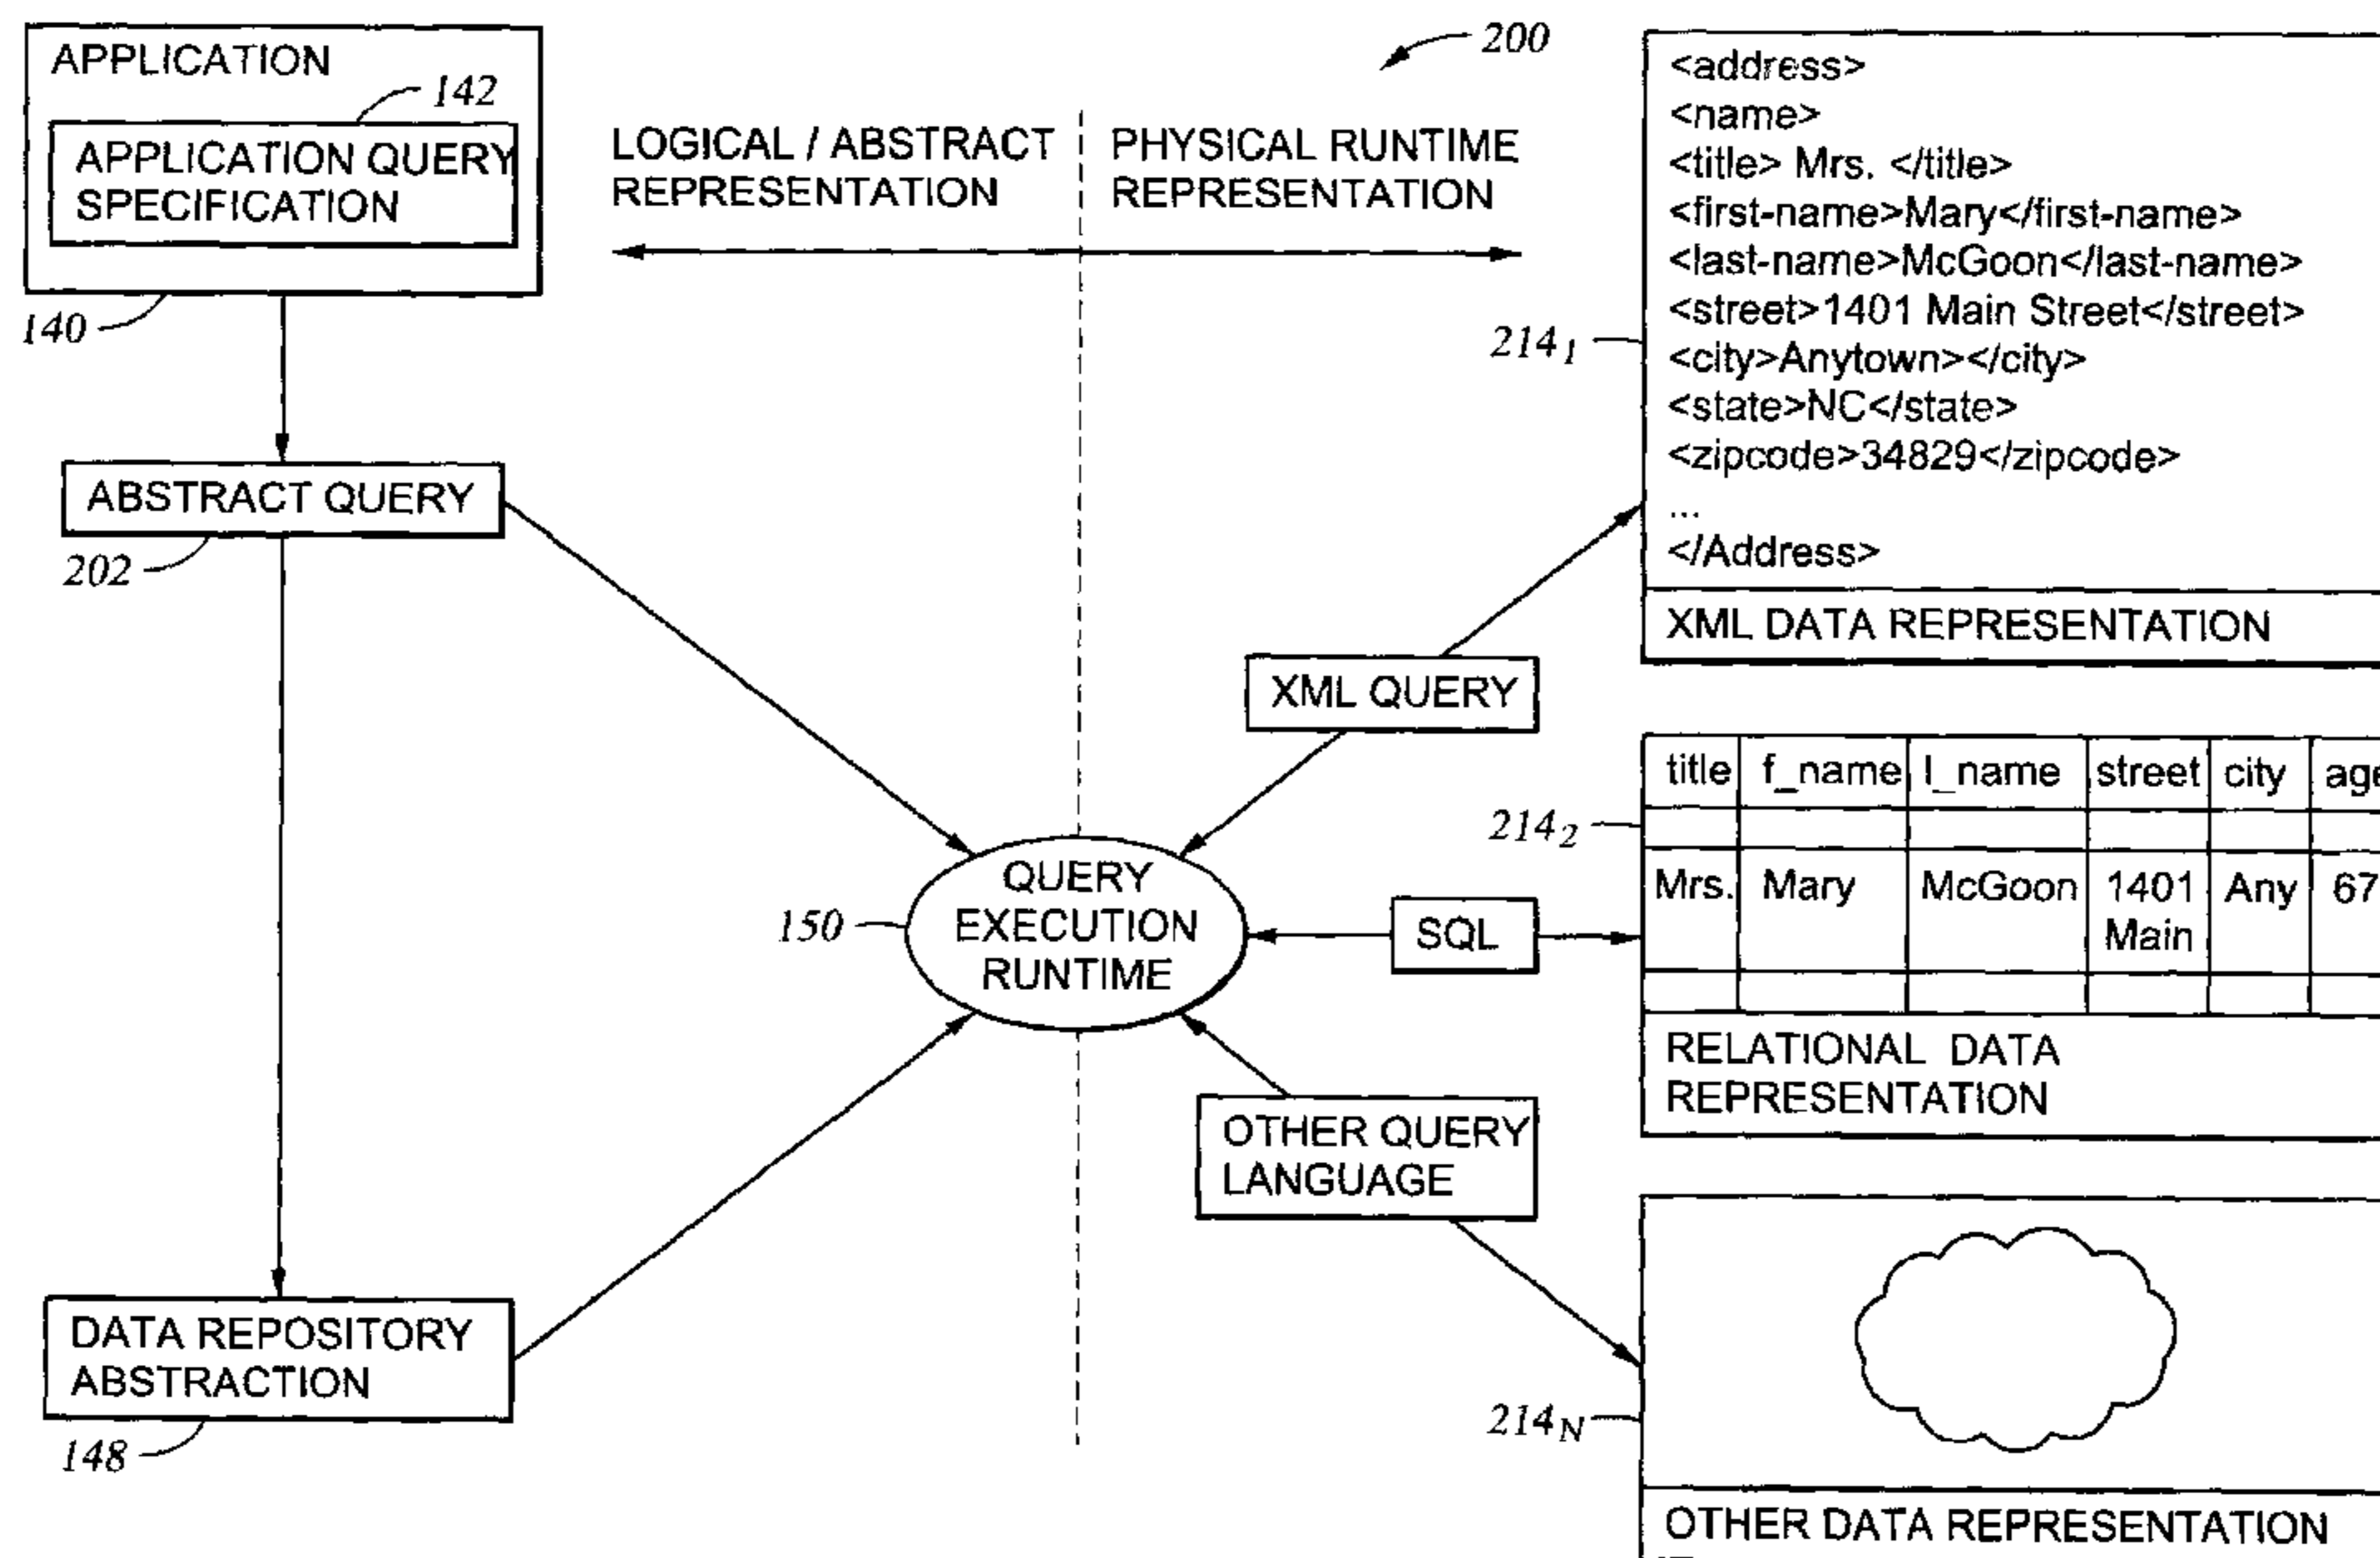 APPLICATION
142
APPLICATION QUERY
SPECIFICATION
140
200
LOGICAL / ABSTRACT
REPRESENTATION
PHYSICAL RUNTIME
REPRESENTATION
ABSTRACT QUERY
202
DATA REPOSITORY
ABSTRACTION
148
QUERY
EXECUTION
RUNTIME
150
XML QUERY
SQL
OTHER QUERY
LANGUAGE
214₁
<address>
<name>
<title> Mrs. </title>
<first-name>Mary</first-name>
<last-name>McGoon</last-name>
<street>1401 Main Street</street>
<city>Anytown></city>
<state>NC</state>
<zipcode>34829</zipcode>
...
</Address>
XML DATA REPRESENTATION
214₂
title f_name l_name street city age
Mrs. Mary McGoon 1401 Any 67
Main
RELATIONAL DATA
REPRESENTATION
214N
OTHER DATA REPRESENTATION